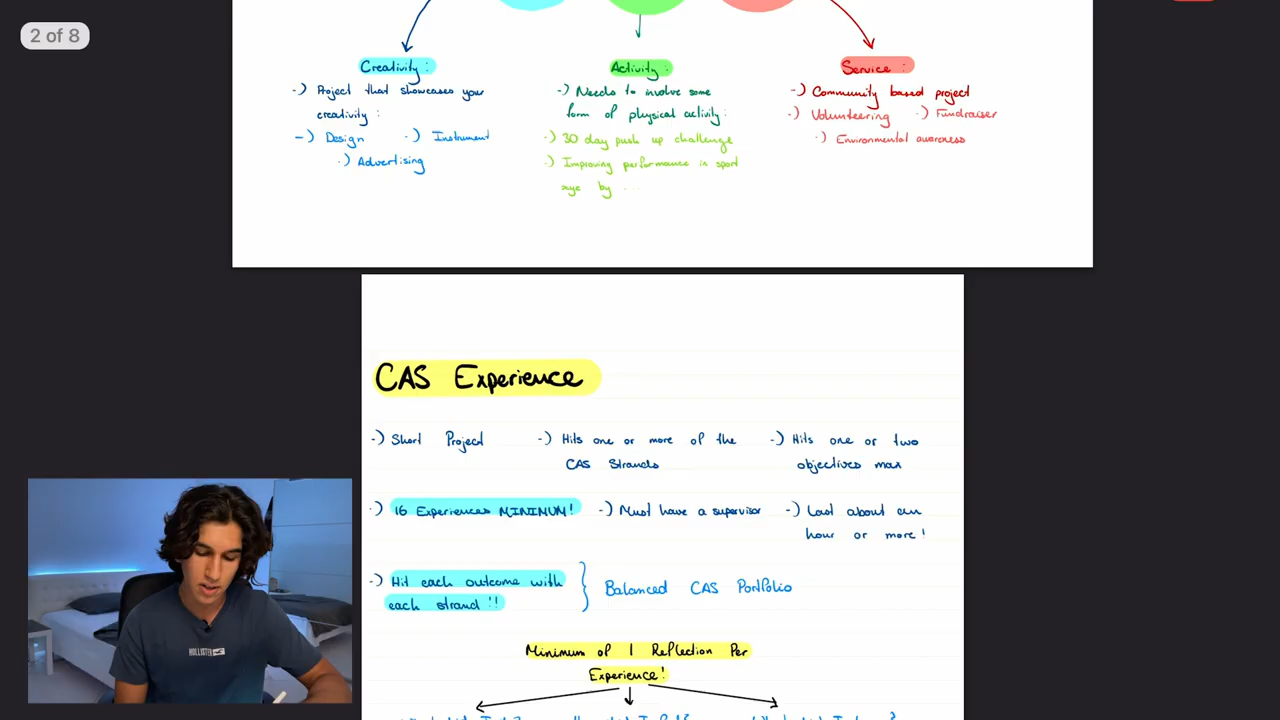 2 of 8
Creativity :
-) Project that showcases your
creativity :
-) Design
·) Instrument
·) Advertising
Activity :
-) Needs to involve some
form of physical activity :
·) 30 day push up challenge
·) Improving performance in sport
xyz by ...
Service :
-) Community based project
·) Volunteering
·) Fundraiser
·) Environmental awareness
CAS Experience
-) Short Project
-) Hits one or more of the
CAS Strands
-) Hits one or two
objectives max
·) 16 Experiences MINIMUM!
-) Must have a supervisor
-) Last about an
hour or more!
-) Hit each outcome with
each strand !!
Balanced CAS Portfolio
Minimum of 1 Reflection Per
Experience!
HOLLISTER